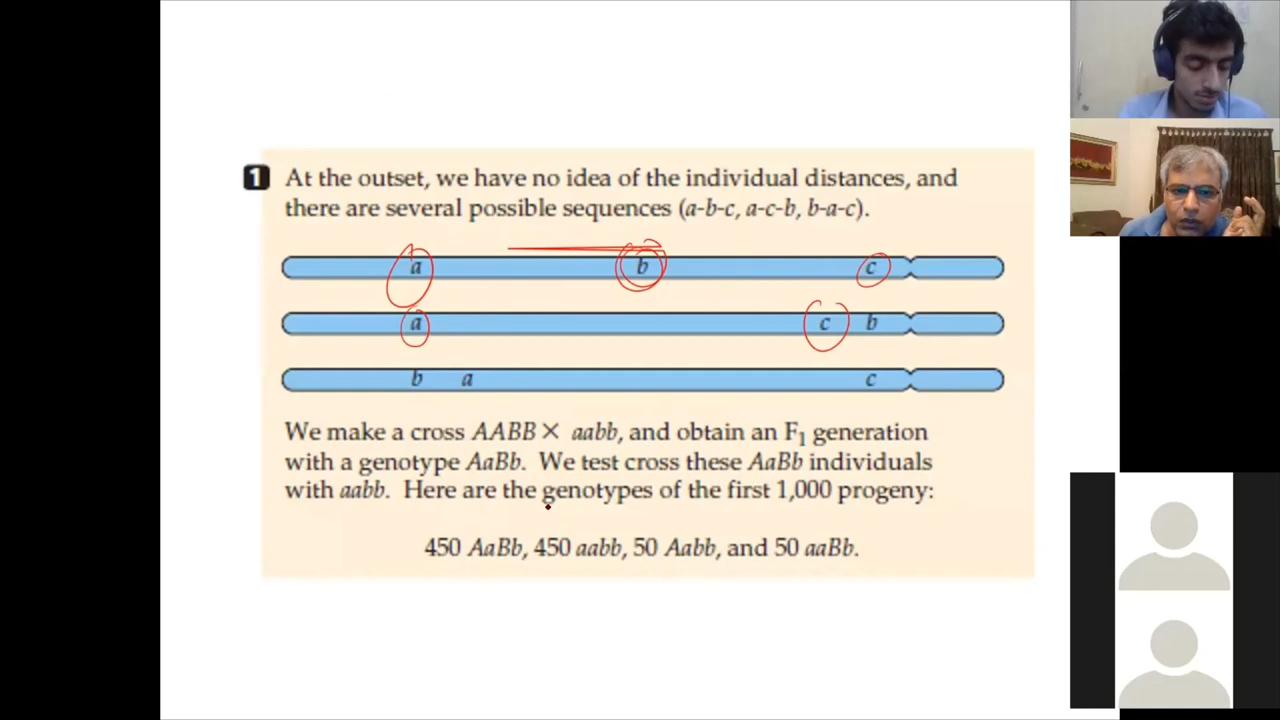 1 At the outset, we have no idea of the individual distances, and
there are several possible sequences (a-b-c, a-c-b, b-a-c).
a b c
a c b
b a c
We make a cross AABB × aabb, and obtain an F₁ generation
with a genotype AaBb. We test cross these AaBb individuals
with aabb. Here are the genotypes of the first 1,000 progeny:
450 AaBb, 450 aabb, 50 Aabb, and 50 aaBb.